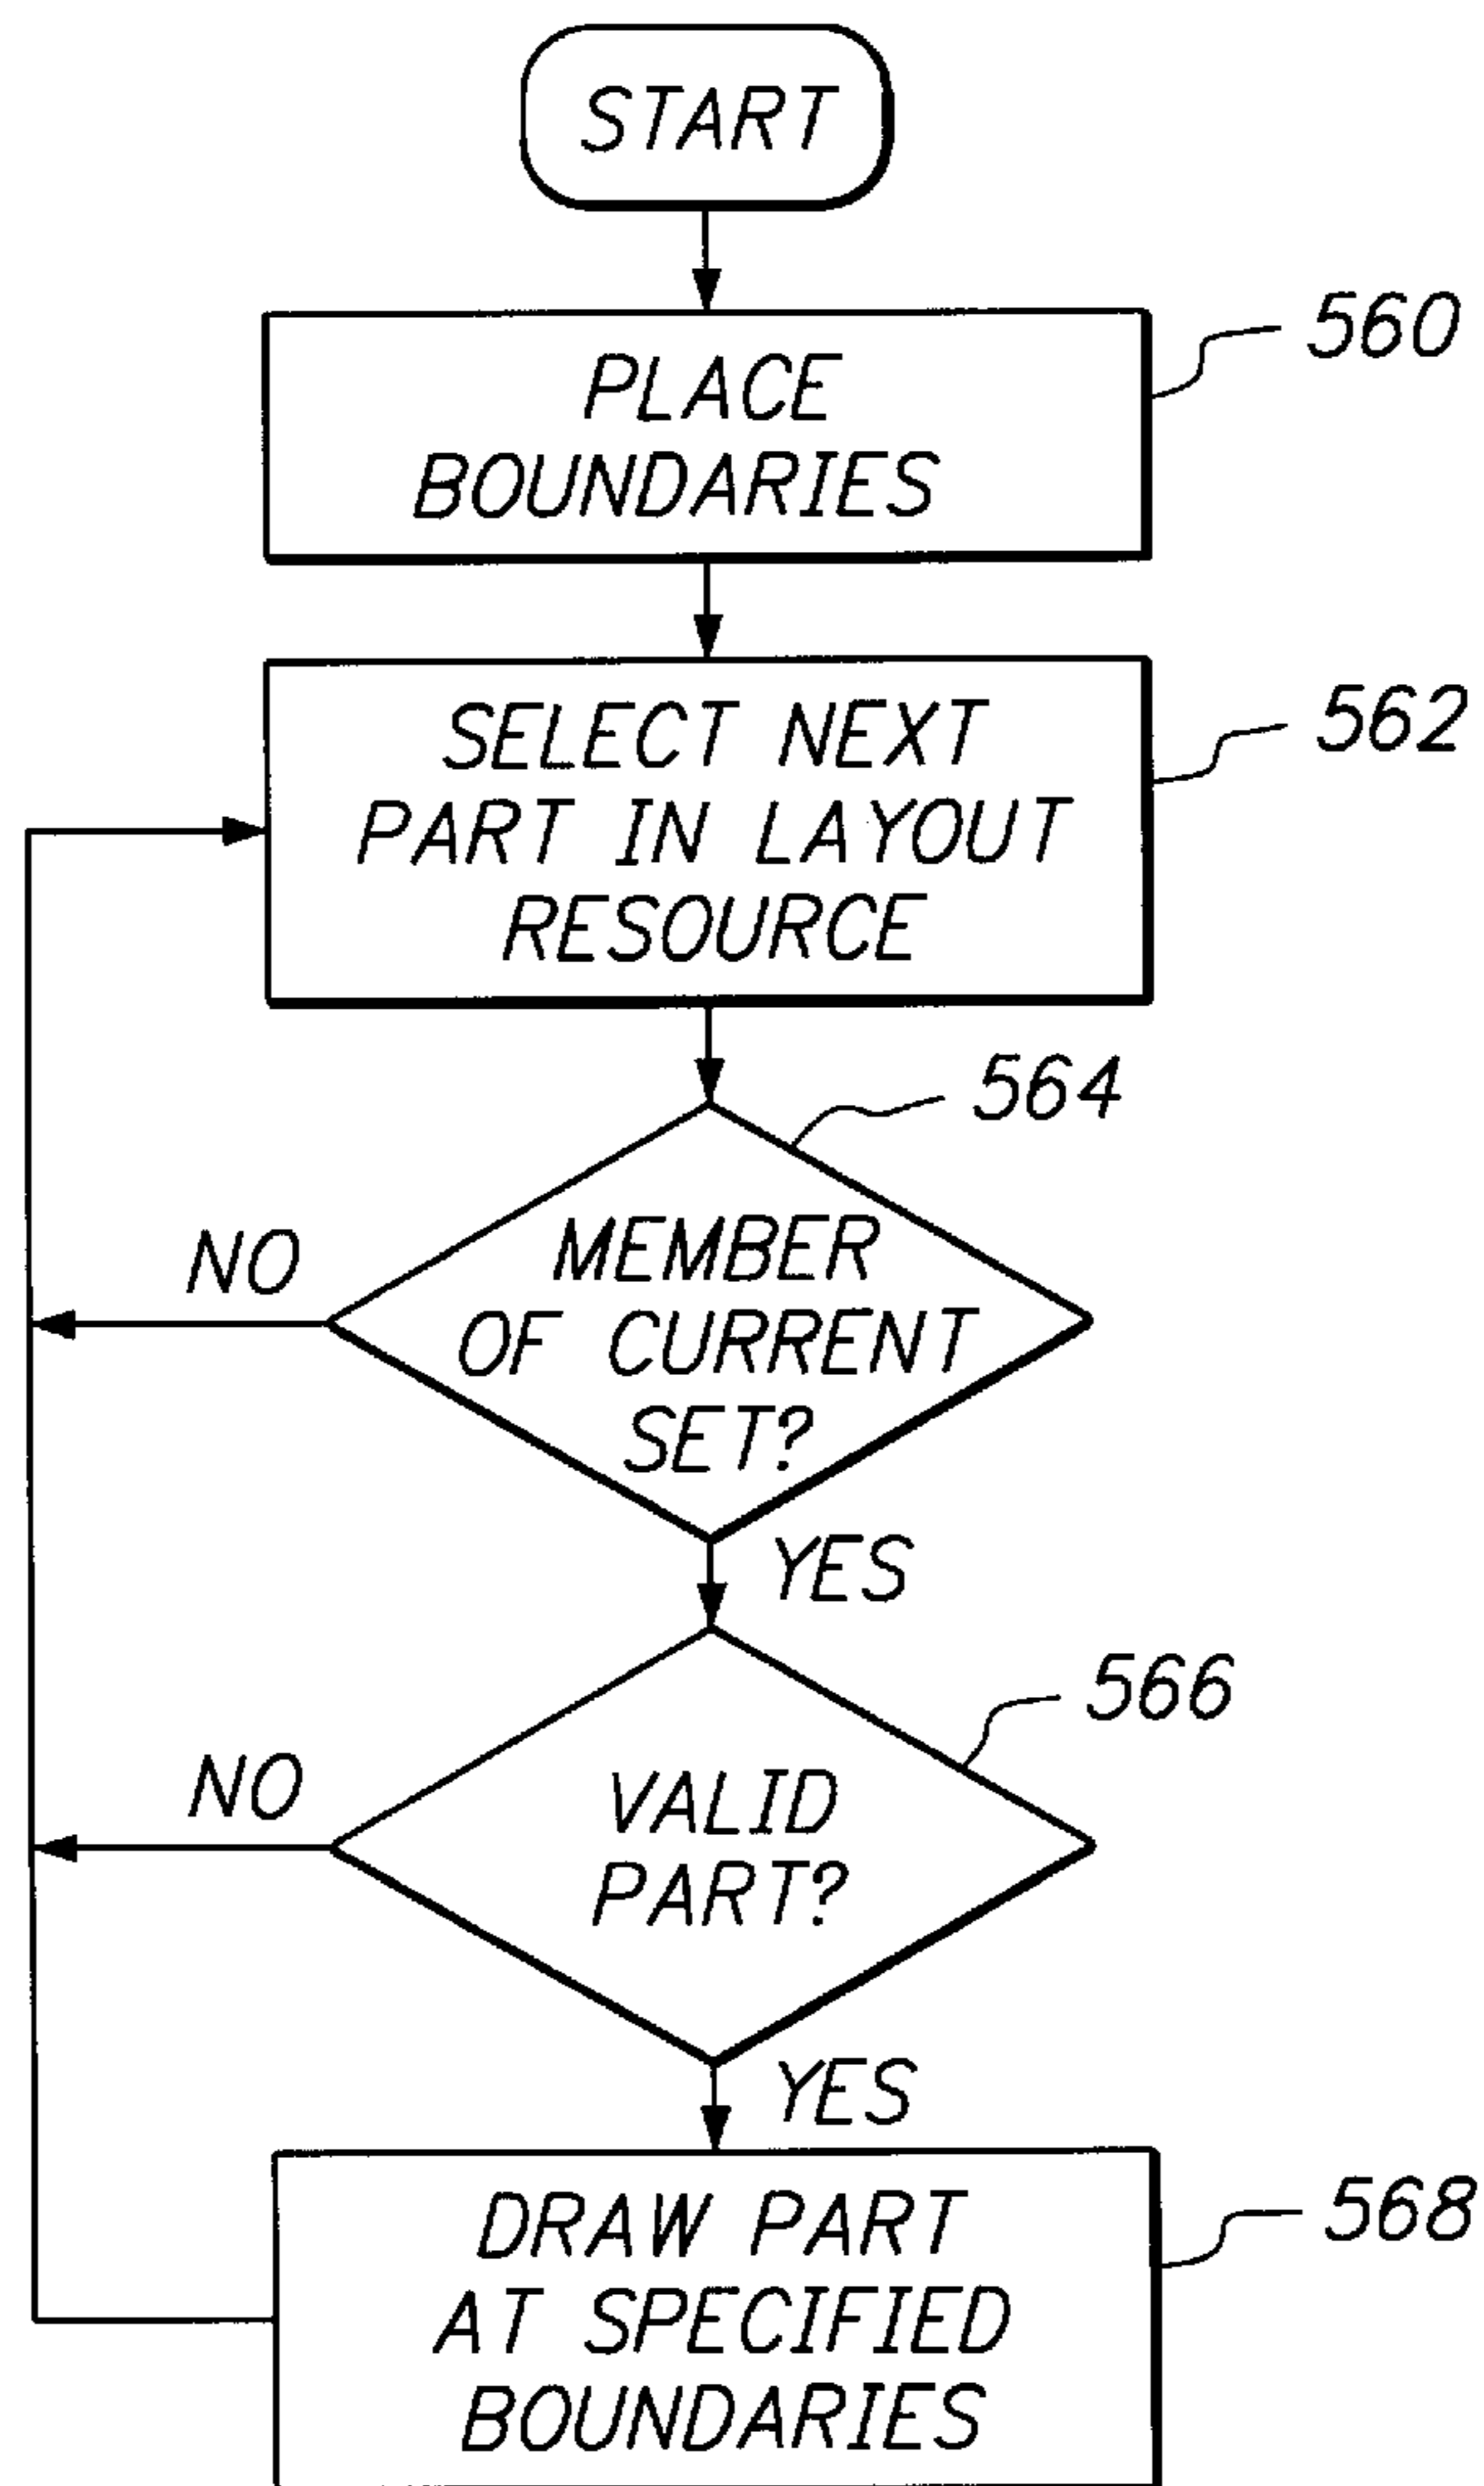 START
560
PLACE
BOUNDARIES
562
SELECT NEXT
PART IN LAYOUT
RESOURCE
564
NO
MEMBER
OF CURRENT
SET?
YES
566
NO
VALID
PART?
YES
568
DRAW PART
AT SPECIFIED
BOUNDARIES